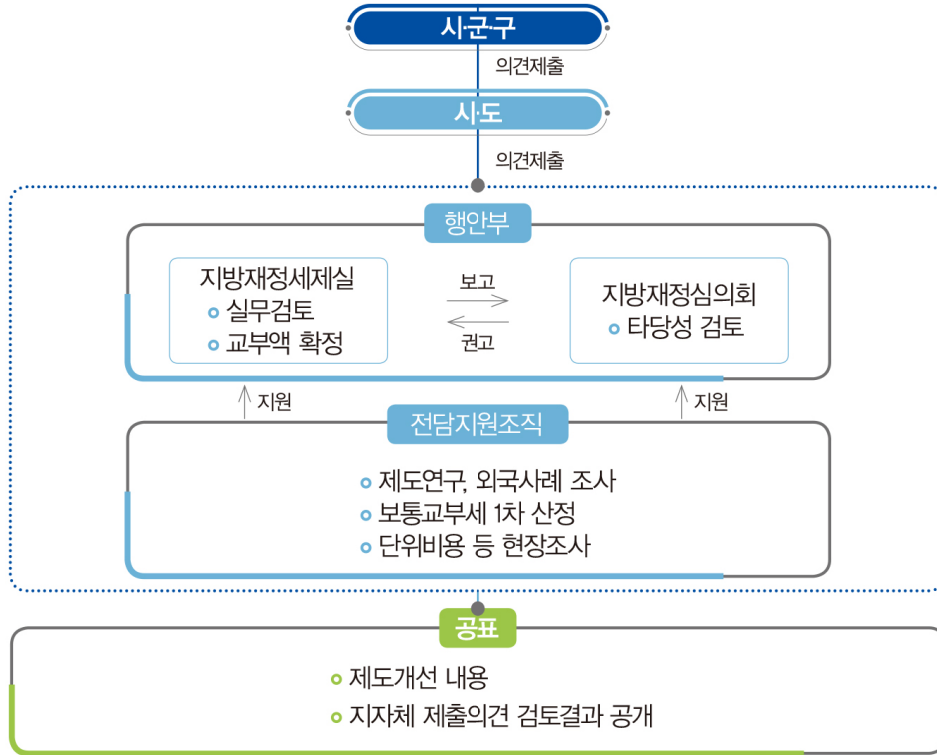 시·군·구
의견제출
시·도
의견제출
행안부
지방재정세제실
실무검토
교부액 확정
보고
권고
지방재정심의회
타당성 검토
지원
지원
전담지원조직
제도연구, 외국사례 조사
보통교부세 1차 산정
단위비용 등 현장조사
공표
제도개선 내용
지자체 제출의견 검토결과 공개